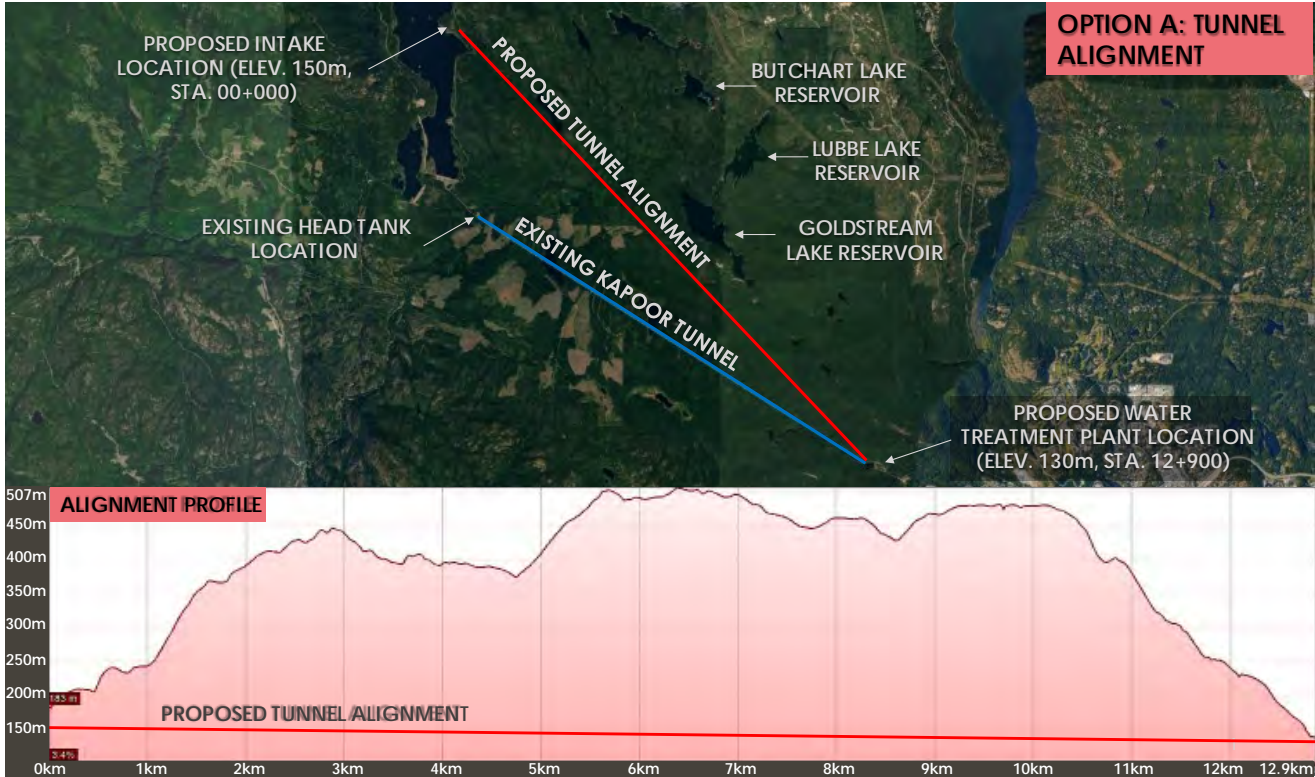 OPTION A: TUNNEL
ALIGNMENT
PROPOSED INTAKE
LOCATION (ELEV. 150m,
STA. 00+000)
PROPOSED TUNNEL ALIGNMENT
BUTCHART LAKE
RESERVOIR
LUBBE LAKE
RESERVOIR
EXISTING HEAD TANK
LOCATION
EXISTING KAPOOR TUNNEL
GOLDSTREAM
LAKE RESERVOIR
PROPOSED WATER
TREATMENT PLANT LOCATION
(ELEV. 130m, STA. 12+900)
ALIGNMENT PROFILE
507m
450m
400m
350m
300m
250m
200m
150m
183 m
PROPOSED TUNNEL ALIGNMENT
3.4%
0km 1km 2km 3km 4km 5km 6km 7km 8km 9km 10km 11km 12km 12.9km